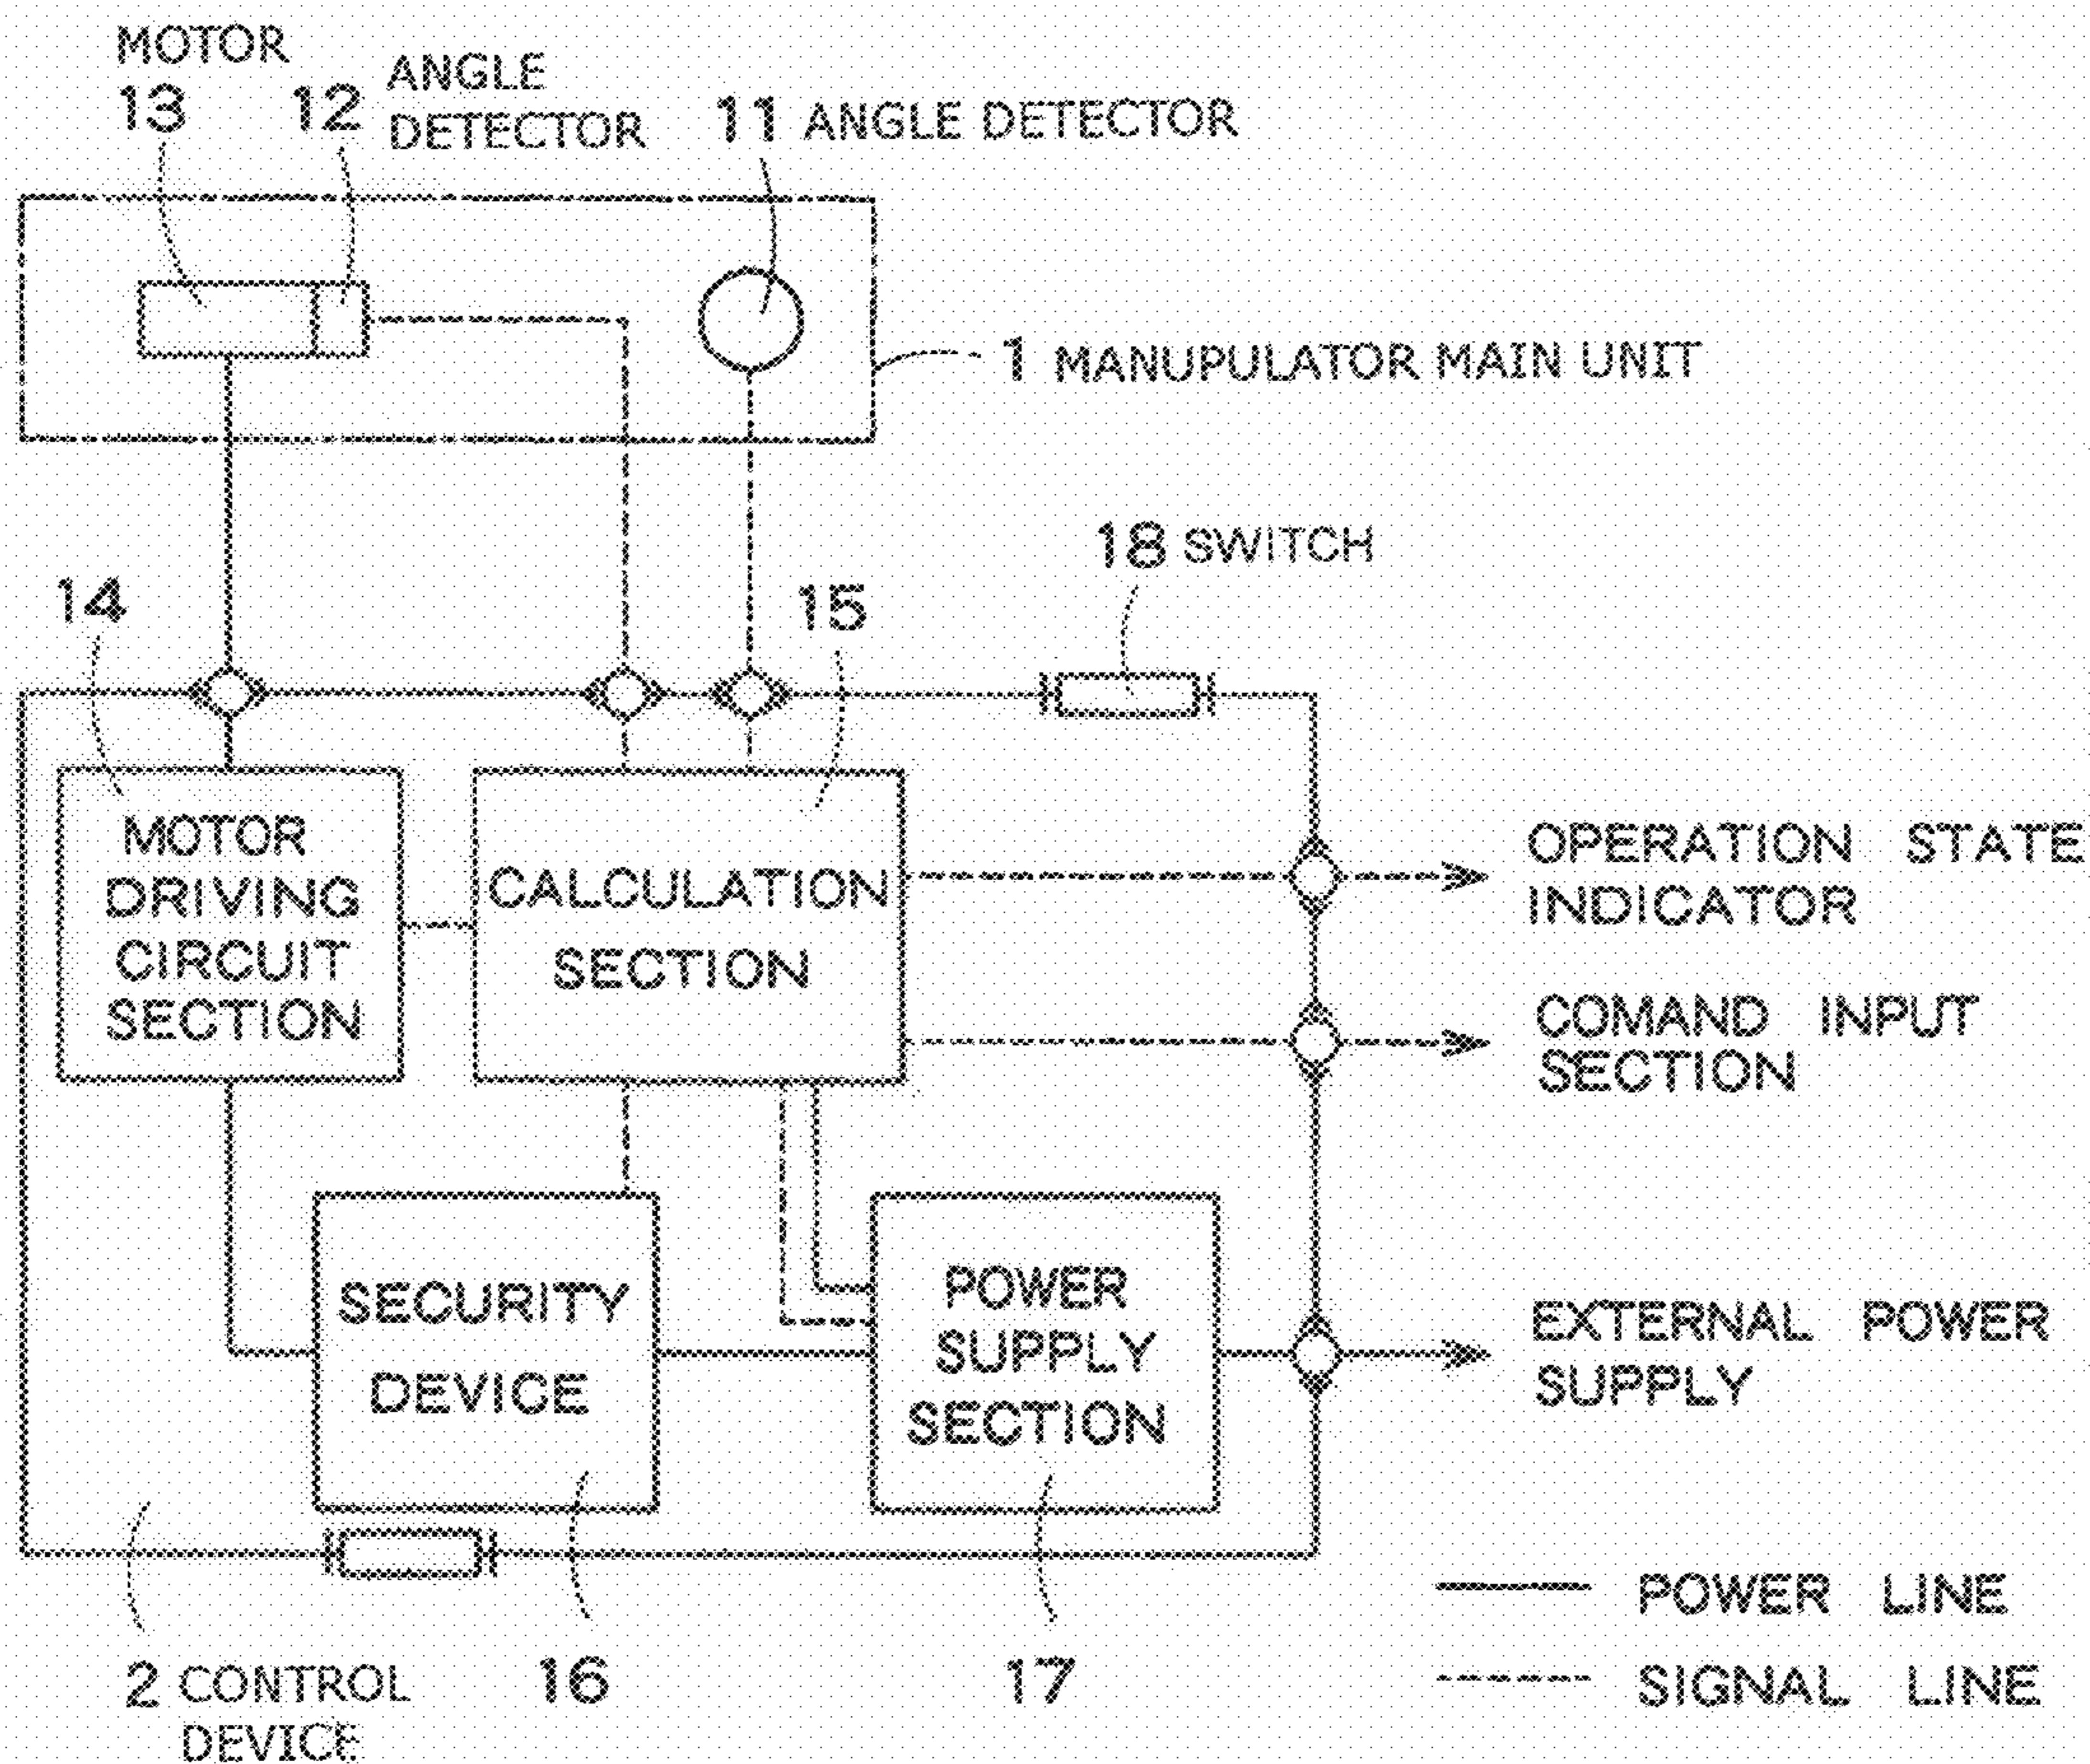 MOTOR
13
12 ANGLE
DETECTOR
11 ANGLE DETECTOR
1 MANUPULATOR MAIN UNIT
18 SWITCH
14
15
MOTOR
DRIVING
CIRCUIT
SECTION
CALCULATION
SECTION
OPERATION STATE
INDICATOR
COMAND INPUT
SECTION
SECURITY
DEVICE
POWER
SUPPLY
SECTION
EXTERNAL POWER
SUPPLY
2 CONTROL
DEVICE
16
17
POWER LINE
SIGNAL LINE